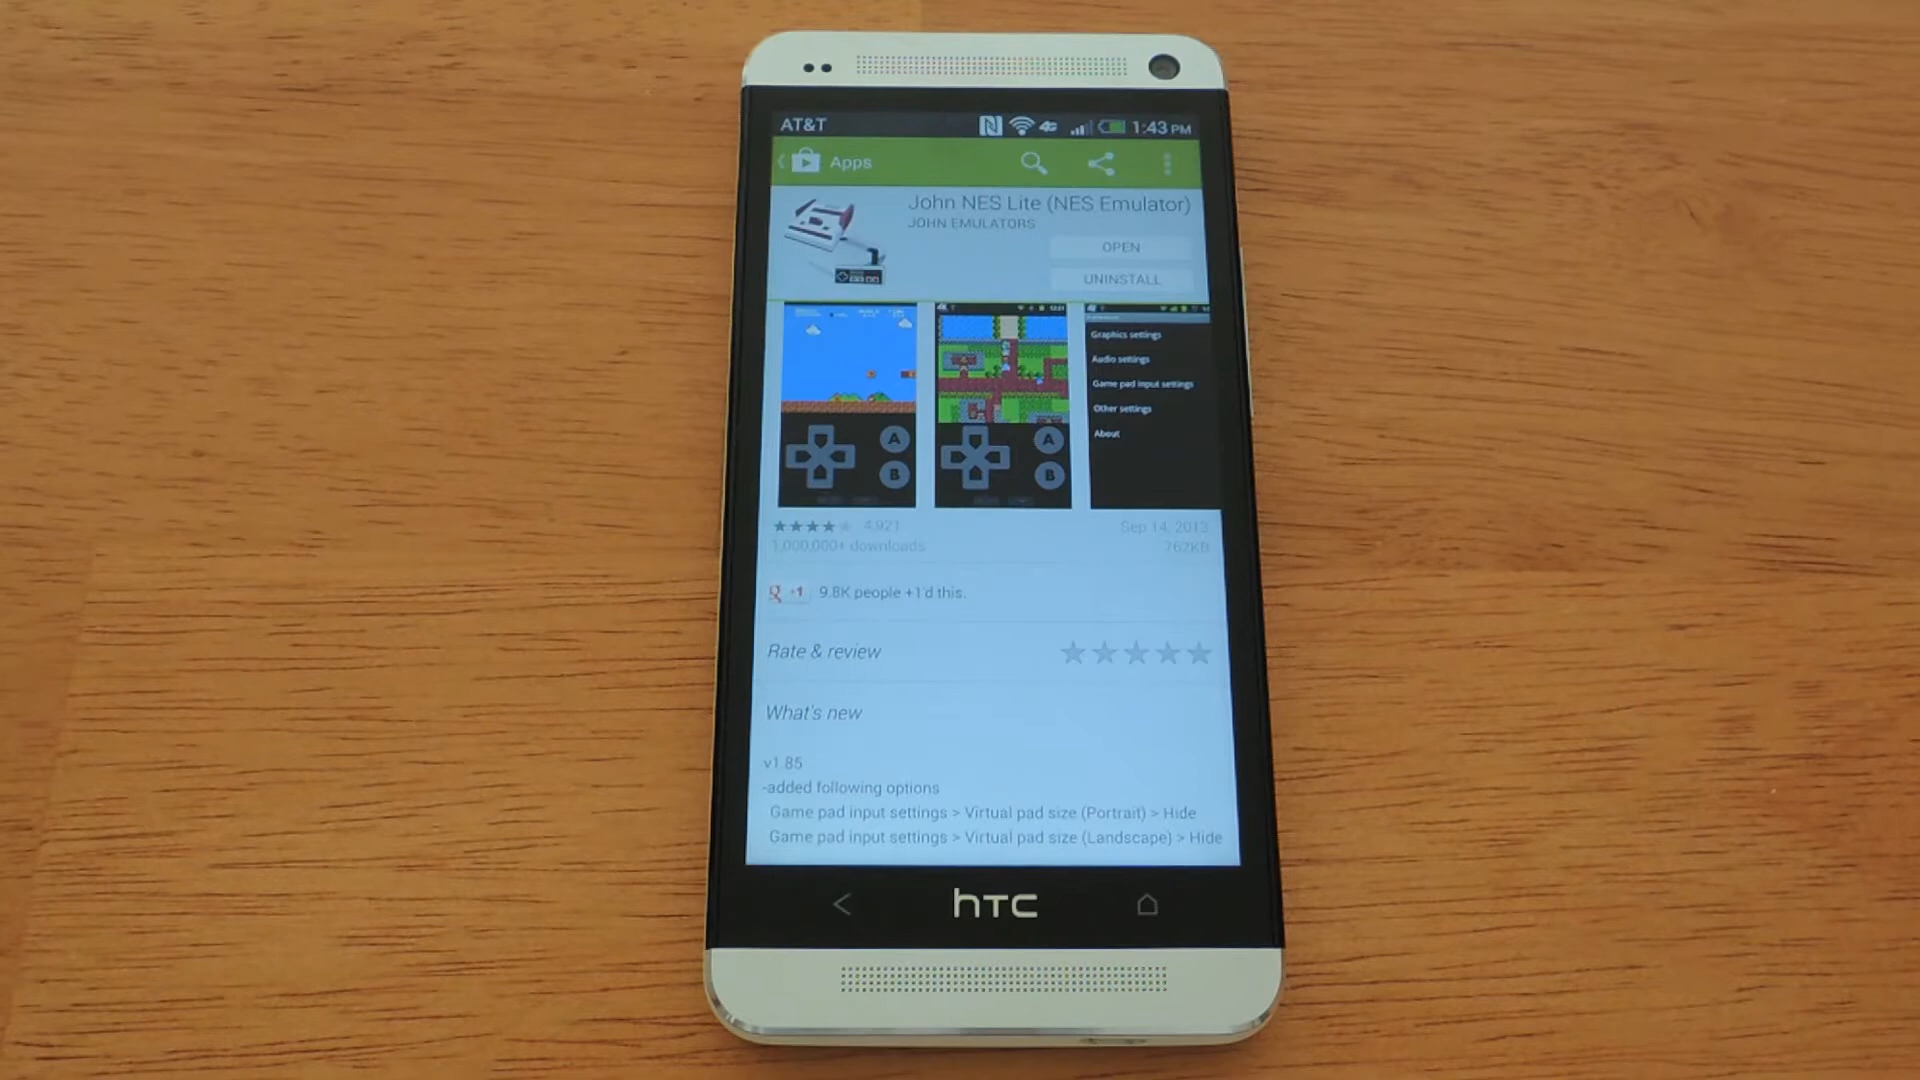 AT&T 4G 1:43 PM
Apps
John NES Lite (NES Emulator)
JOHN EMULATORS
OPEN
UNINSTALL
Graphics settings
Audio settings
Game pad input settings
Other settings
About
A
B
A
B
4,921
Sep 14, 2013
1,000,000+ downloads
762KB
g +1 9.8K people +1'd this.
Rate & review
What's new
v1.85
-added following options
Game pad input settings > Virtual pad size (Portrait) > Hide
Game pad input settings > Virtual pad size (Landscape) > Hide
hTC